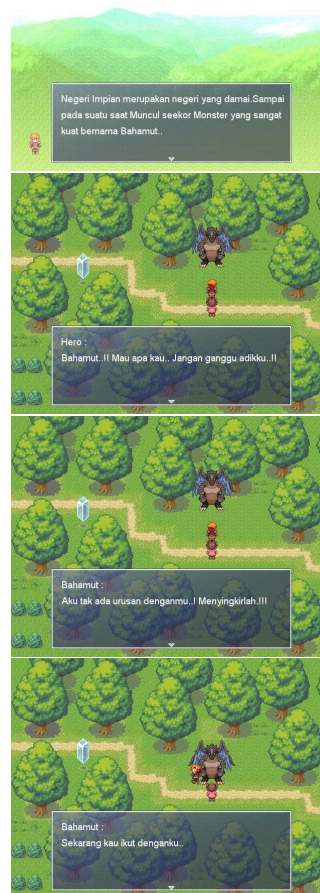 Negeri Impian merupakan negeri yang damai.Sampai
pada suatu saat Muncul seekor Monster yang sangat
kuat bernama Bahamut..
Hero :
Bahamut..!! Mau apa kau.. Jangan ganggu adikku..!!
Bahamut :
Aku tak ada urusan denganmu..! Menyingkirlah.!!!
Bahamut :
Sekarang kau ikut denganku..